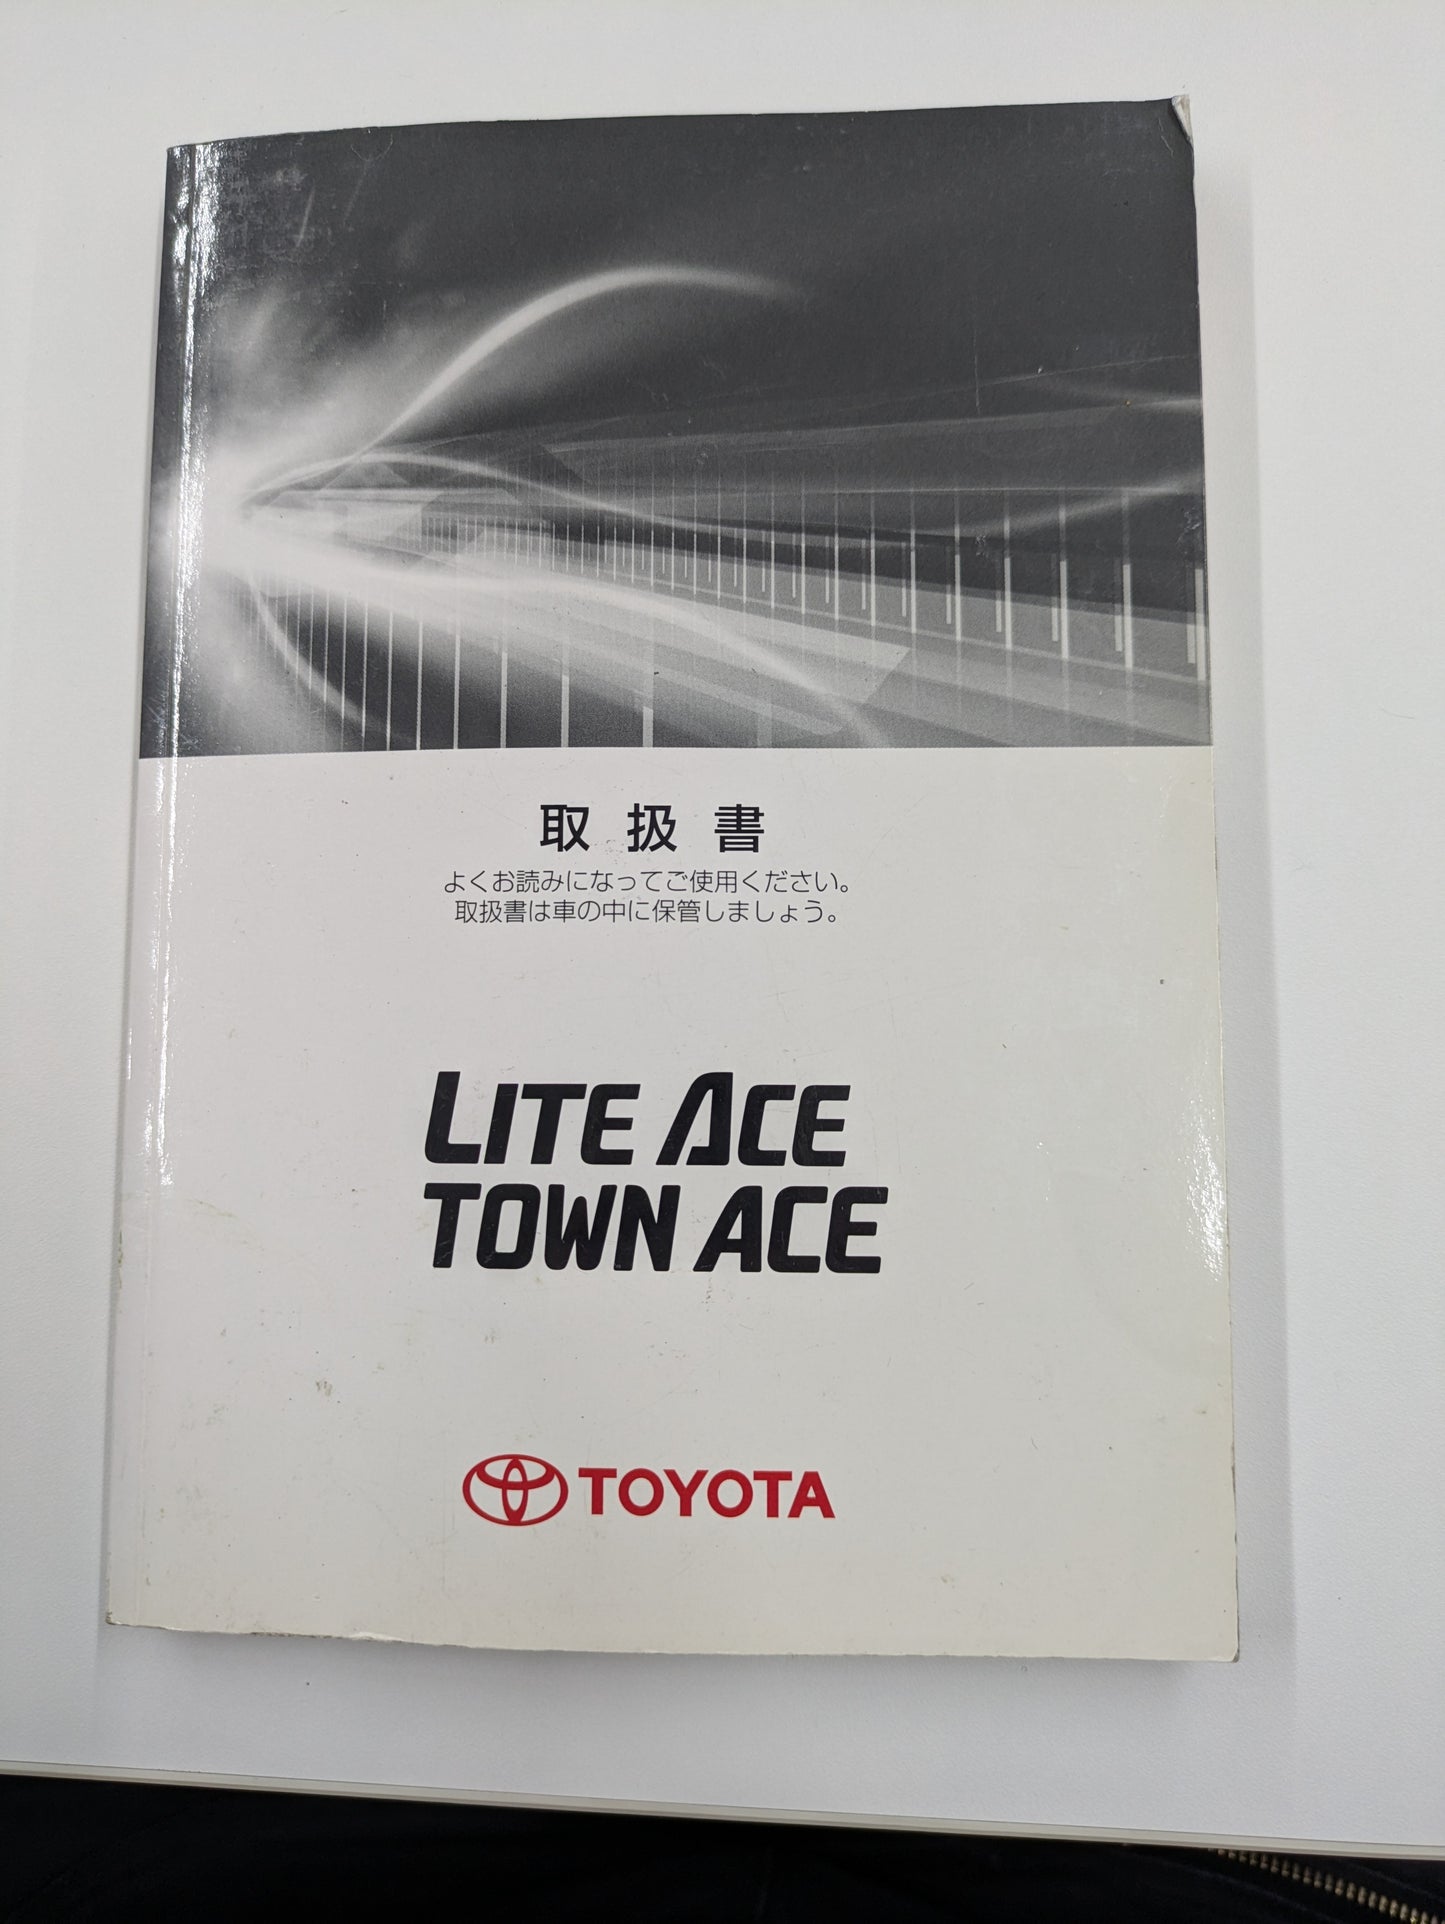 取扱書
よくお読みになってご使用ください。
取扱書は車の中に保管しましょう。
LITE ACE
TOWN ACE
TOYOTA